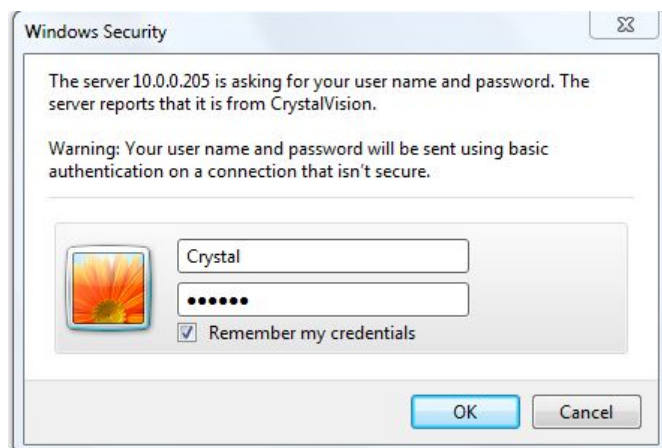 Windows Security
The server 10.0.0.205 is asking for your user name and password. The
server reports that it is from CrystalVision.
Warning: Your user name and password will be sent using basic
authentication on a connection that isn't secure.
Crystal
••••••
Remember my credentials
OK
Cancel